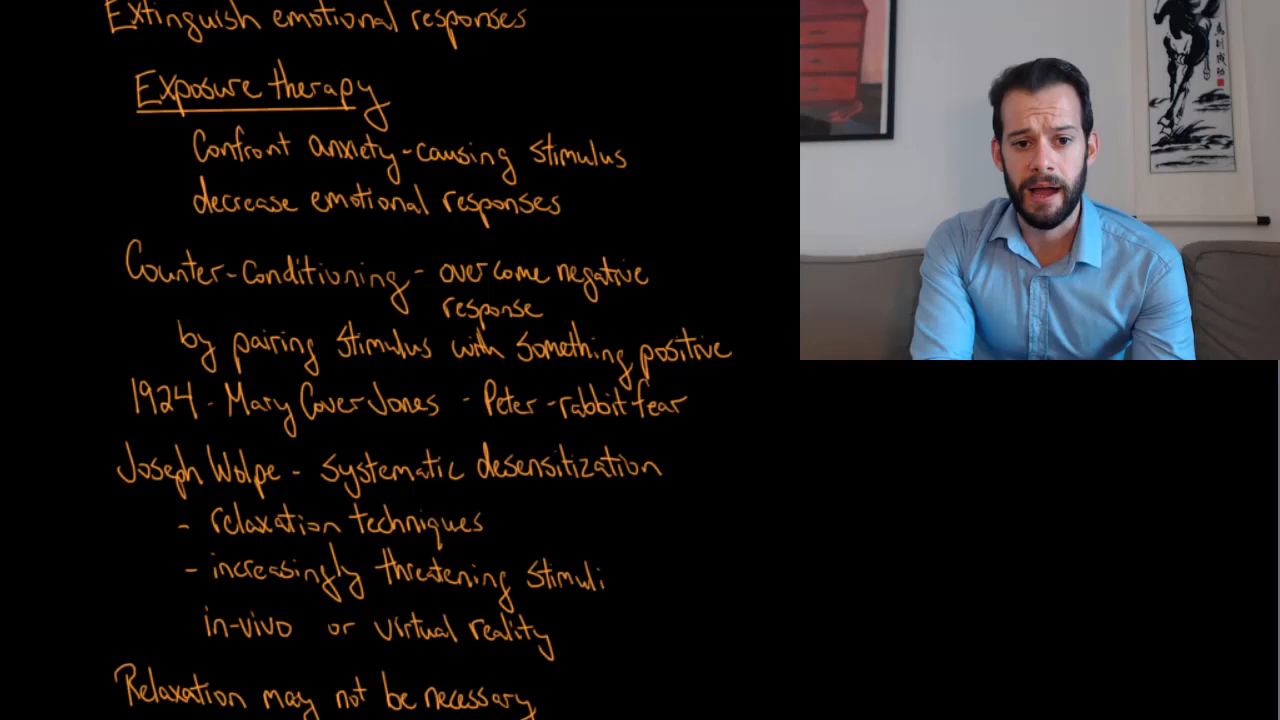 Extinguish emotional responses
Exposure therapy
Confront anxiety-causing stimulus
decrease emotional responses
Counter-Conditiuning - overcome negative
response
by pairing stimulus with something positive
1924 - Mary Cover Jones - Peter - rabbit fear
Joseph Wolpe - systematic desensitization
- relaxation techniques
- increasingly threatening stimuli
in-vivo or virtual reality
Relaxation may not be necessary